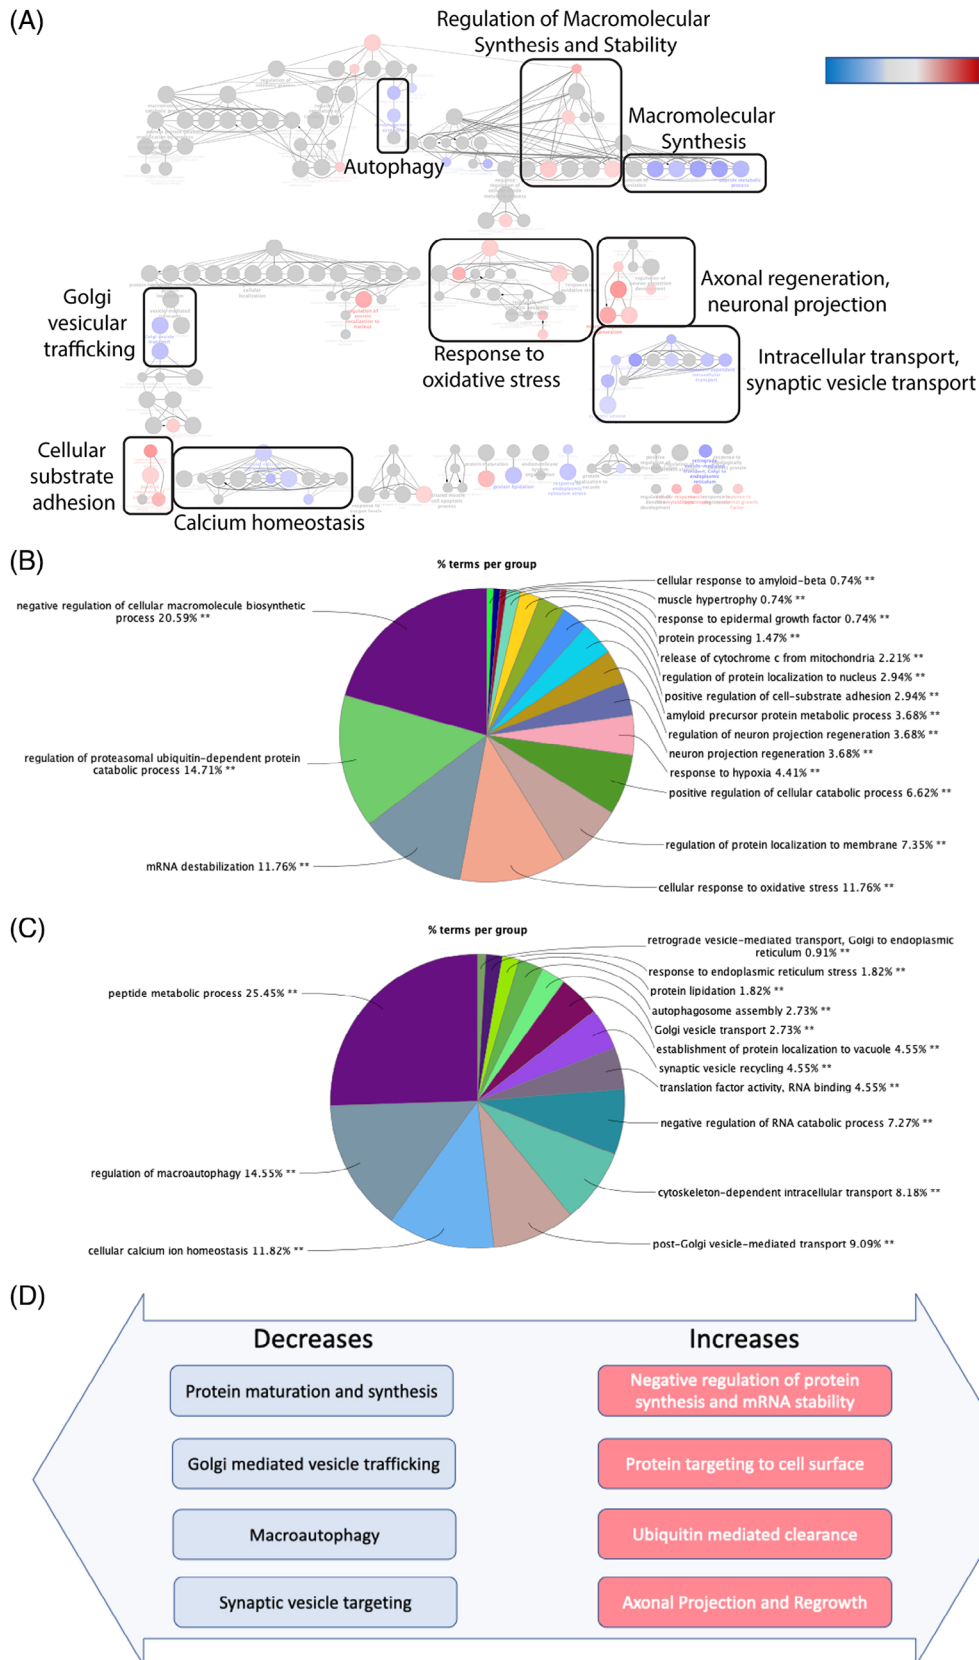 (A)
Regulation of Macromolecular
Synthesis and Stability
Macromolecular
Synthesis
Autophagy
Golgi
vesicular
trafficking
cellular
localization
Response to
oxidative stress
Axonal regeneration,
neuronal projection
Intracellular transport,
synaptic vesicle transport
Cellular
substrate
adhesion
Calcium homeostasis
(B)
% terms per group
negative regulation of cellular macromolecule biosynthetic
process 20.59% **
regulation of proteasomal ubiquitin-dependent protein
catabolic process 14.71% **
mRNA destabilization 11.76% **
cellular response to amyloid-beta 0.74% **
muscle hypertrophy 0.74% **
response to epidermal growth factor 0.74% **
protein processing 1.47% **
release of cytochrome c from mitochondria 2.21% **
regulation of protein localization to nucleus 2.94% **
positive regulation of cell-substrate adhesion 2.94% **
amyloid precursor protein metabolic process 3.68% **
regulation of neuron projection regeneration 3.68% **
neuron projection regeneration 3.68% **
response to hypoxia 4.41% **
positive regulation of cellular catabolic process 6.62% **
regulation of protein localization to membrane 7.35% **
cellular response to oxidative stress 11.76% **
(C)
% terms per group
peptide metabolic process 25.45% **
regulation of macroautophagy 14.55% **
cellular calcium ion homeostasis 11.82% **
retrograde vesicle-mediated transport, Golgi to endoplasmic
reticulum 0.91% **
response to endoplasmic reticulum stress 1.82% **
protein lipidation 1.82% **
autophagosome assembly 2.73% **
Golgi vesicle transport 2.73% **
establishment of protein localization to vacuole 4.55% **
synaptic vesicle recycling 4.55% **
translation factor activity, RNA binding 4.55% **
negative regulation of RNA catabolic process 7.27% **
cytoskeleton-dependent intracellular transport 8.18% **
post-Golgi vesicle-mediated transport 9.09% **
(D)
Decreases
Increases
Protein maturation and synthesis
Negative regulation of protein
synthesis and mRNA stability
Golgi mediated vesicle trafficking
Protein targeting to cell surface
Macroautophagy
Ubiquitin mediated clearance
Synaptic vesicle targeting
Axonal Projection and Regrowth